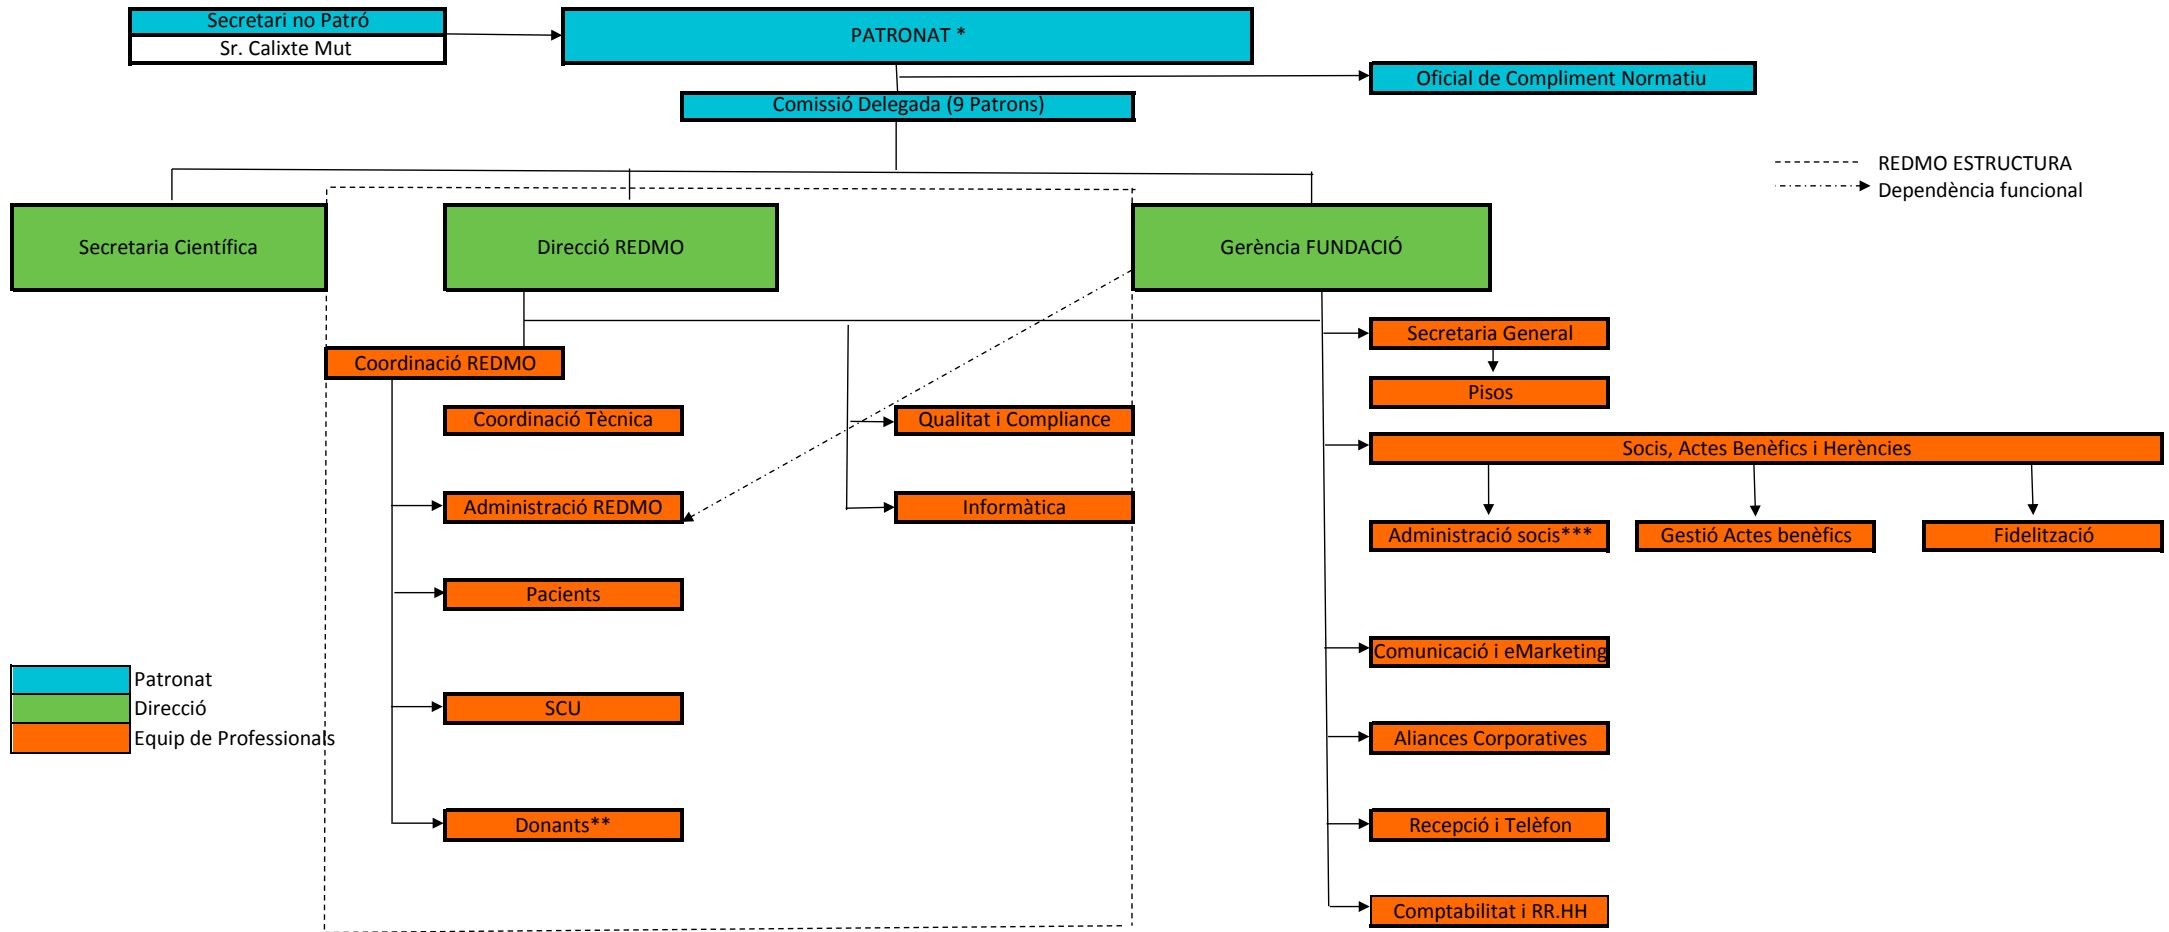 Secretari no Patró
Sr. Calixte Mut
PATRONAT *
Oficial de Compliment Normatiu
Comissió Delegada (9 Patrons)
REDMO ESTRUCTURA
Dependència funcional
Secretaria Científica
Direcció REDMO
Gerència FUNDACIÓ
Secretaria General
Coordinació REDMO
Pisos
Coordinació Tècnica
Qualitat i Compliance
Socis, Actes Benèfics i Herències
Administració REDMO
Informàtica
Administració socis***
Gestió Actes benèfics
Fidelització
Pacients
Comunicació i eMarketing
Patronat
Direcció
Equip de Professionals
SCU
Aliances Corporatives
Donants**
Recepció i Telèfon
Comptabilitat i RR.HH